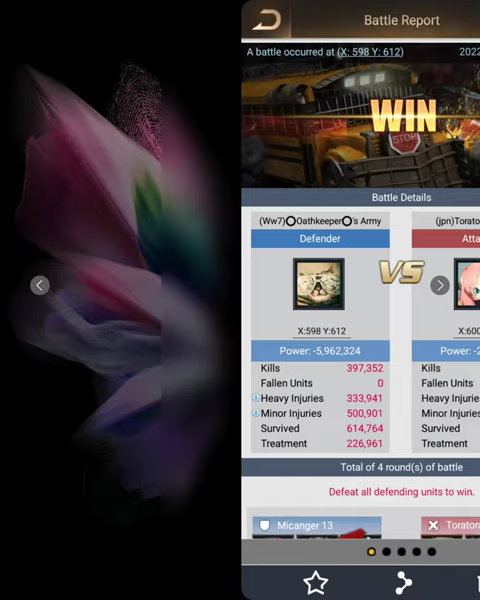 Battle Report
A battle occurred at (X: 598 Y: 612) 2022
WIN
STOP
Battle Details
(Ww7)⭕Oathkeeper⭕'s Army (jpn)Torato
Defender Atta
VS
X:598 Y:612 X:600
Power: -5,962,324 Power: -2
Kills 397,352 Kills
Fallen Units 0 Fallen Units
Heavy Injuries 333,941 Heavy Injuries
Minor Injuries 500,901 Minor Injuries
Survived 614,764 Survived
Treatment 226,961 Treatment
Total of 4 round(s) of battle
Defeat all defending units to win.
Micanger 13 Torator